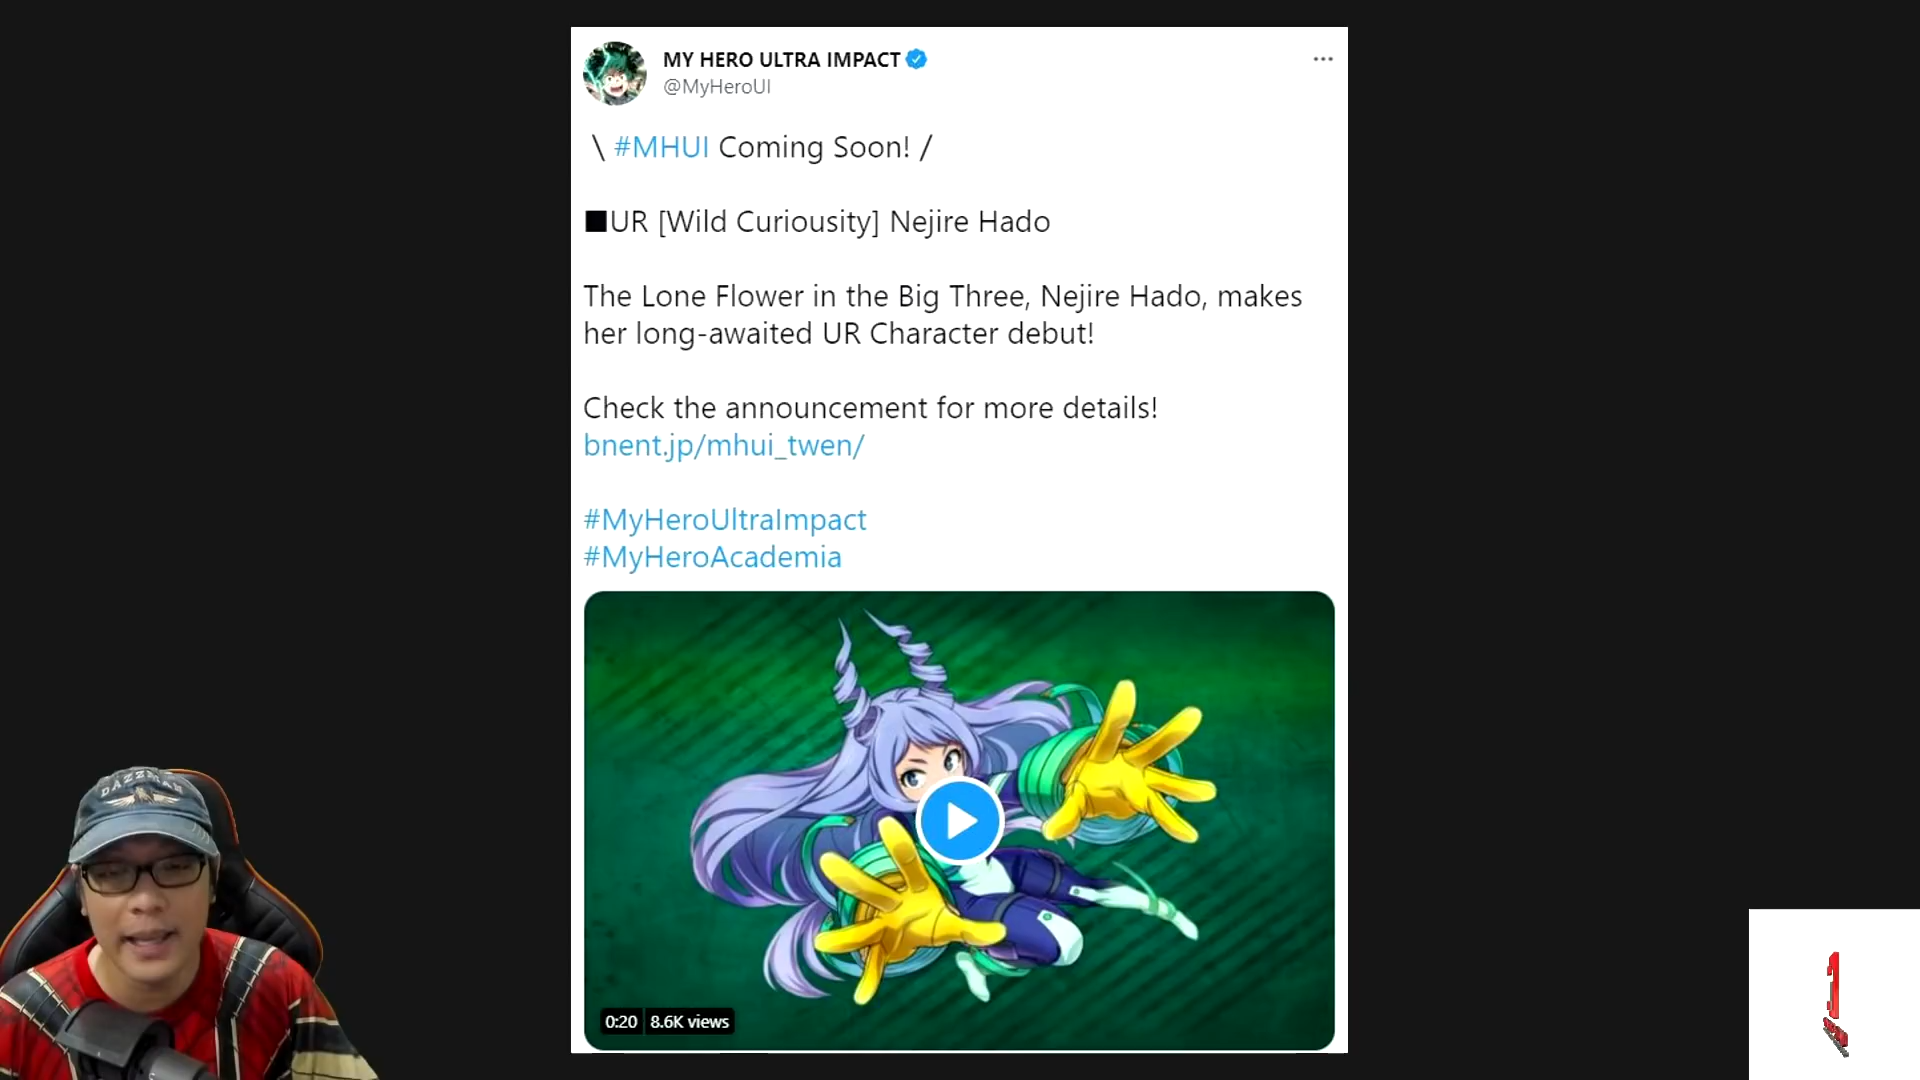 MY HERO ULTRA IMPACT
@MyHeroUI
\ #MHUI Coming Soon! /
■UR [Wild Curiousity] Nejire Hado
The Lone Flower in the Big Three, Nejire Hado, makes
her long-awaited UR Character debut!
Check the announcement for more details!
bnent.jp/mhui_twen/
#MyHeroUltraImpact
#MyHeroAcademia
0:20 8.6K views